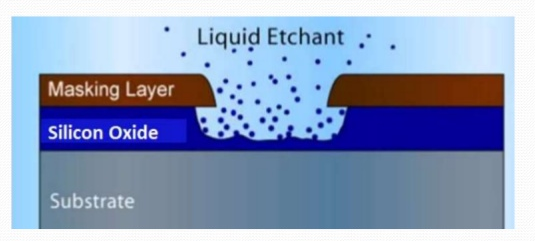 Liquid Etchant
Masking Layer
Silicon Oxide
Substrate